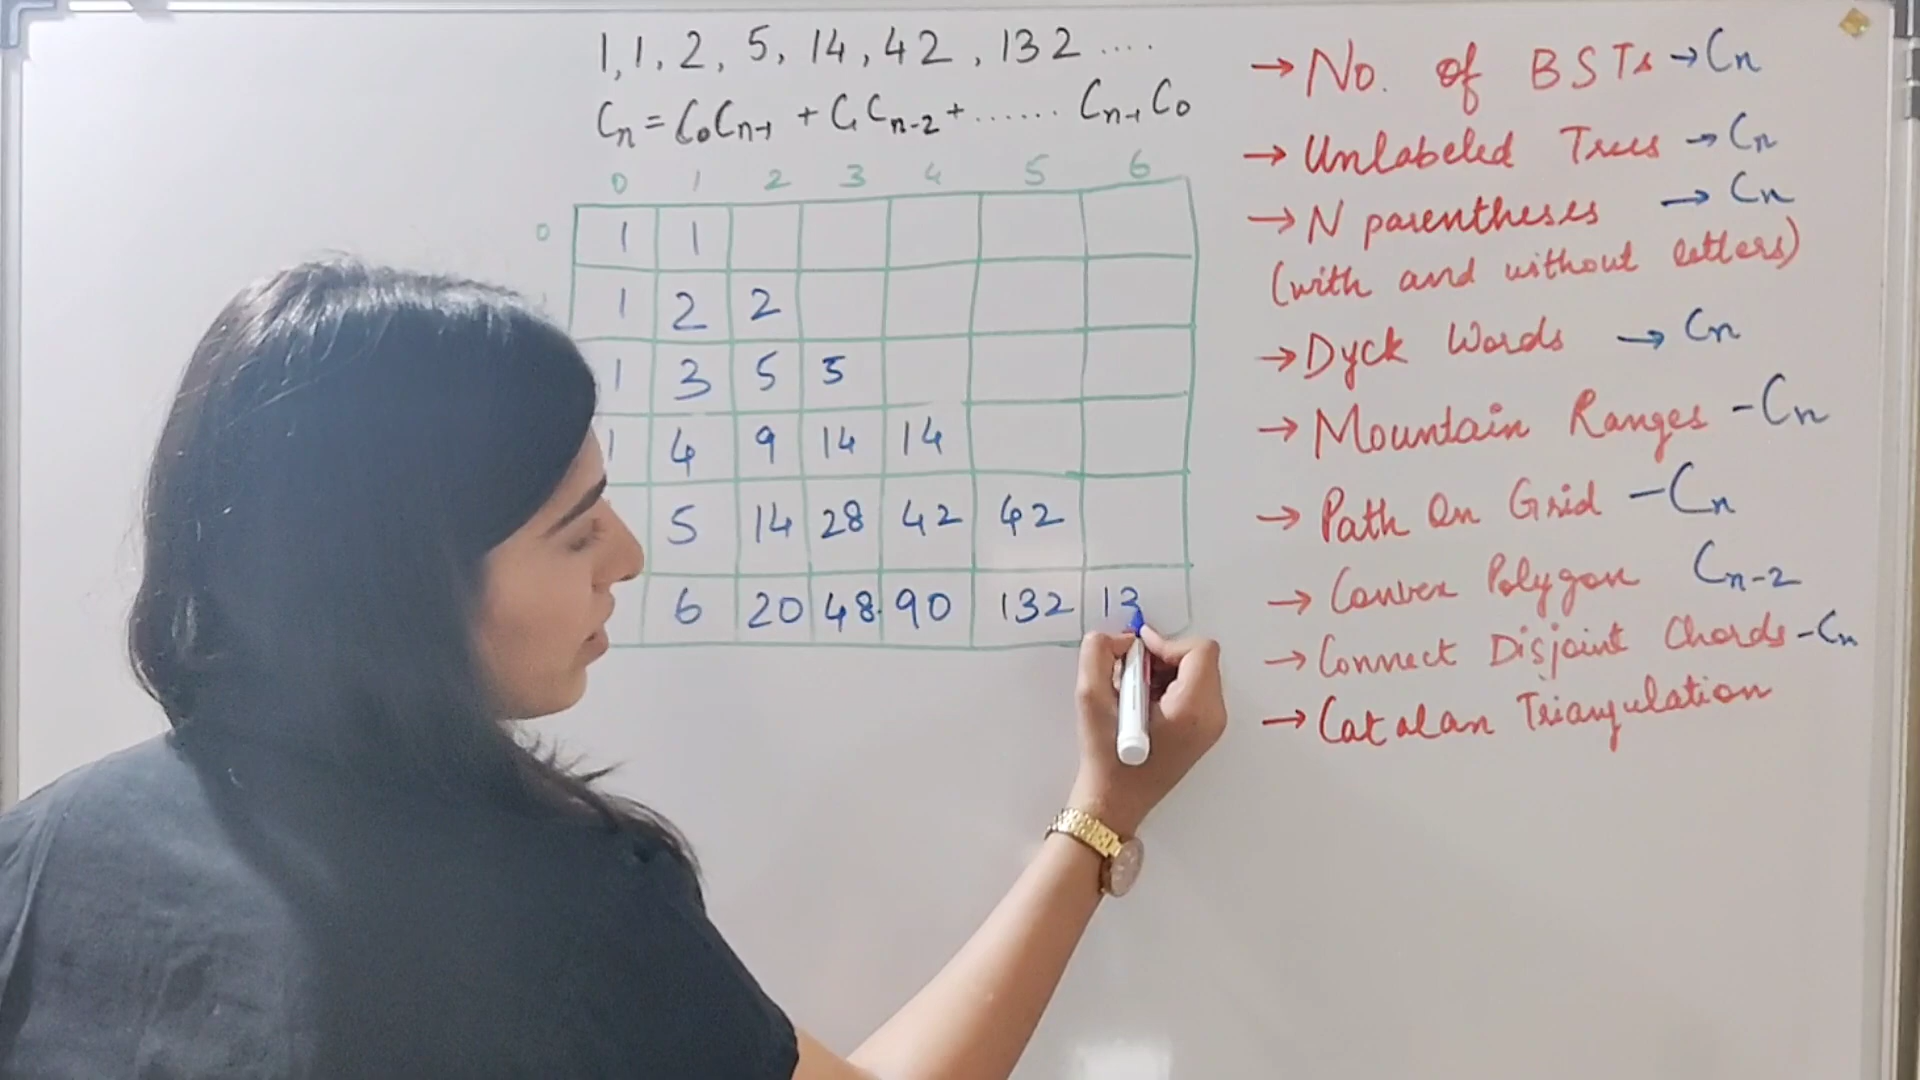 1, 1, 2, 5, 14, 42, 132 ....
Cn = C0Cn-1 + C1Cn-2 + ...... Cn-1C0
0 1 2 3 4 5 6
0 1 1
1 2 2
1 3 5 5
1 4 9 14 14
5 14 28 42 42
6 20 48 90 132 13
→ No. of BSTs → Cn
→ Unlabeled Trees → Cn
→ N parentheses → Cn
(with and without letters)
→ Dyck Words → Cn
→ Mountain Ranges - Cn
→ Path On Grid - Cn
→ Convex Polygon Cn-2
→ Connect Disjoint Chords - Cn
→ Catalan Triangulation